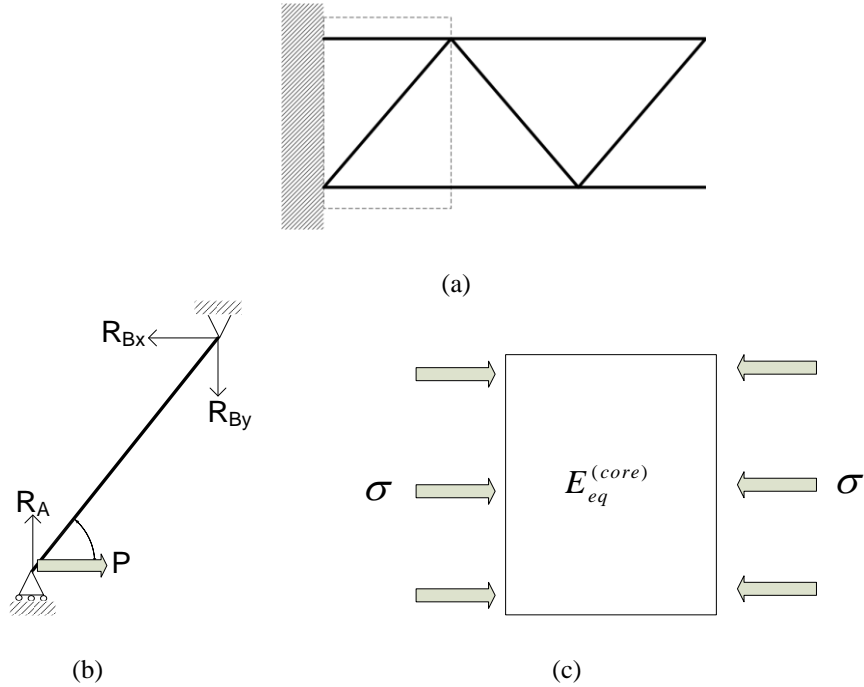 (a)
R_Bx
R_By
R_A
P
(b)
σ
E_eq^(core)
σ
(c)